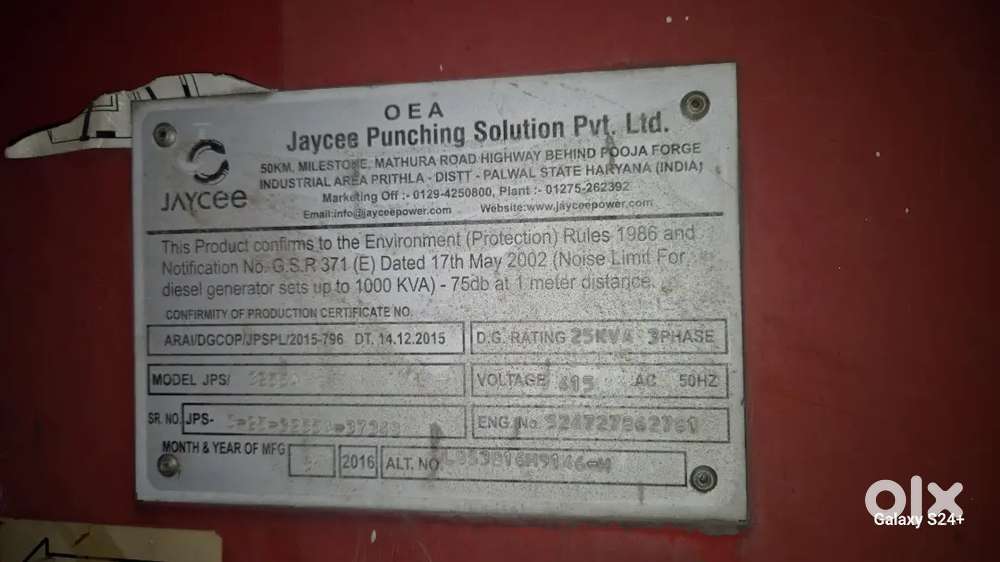 OEA
Jaycee Punching Solution Pvt. Ltd.
JAYCee
50KM, MILESTONE, MATHURA ROAD HIGHWAY BEHIND POOJA FORGE
INDUSTRIAL AREA PRITHLA - DISTT - PALWAL STATE HARYANA (INDIA)
Marketing Off :- 0129-4250800, Plant :- 01275-262392
Email:info@jayceepower.com Website:www.jayceepower.com
This Product confirms to the Environment (Protection) Rules 1986 and
Notification No. G.S.R 371 (E) Dated 17th May 2002 (Noise Limit For
diesel generator sets up to 1000 KVA) - 75db at 1 meter distance.
CONFIRMITY OF PRODUCTION CERTIFICATE NO.
ARAI/DGCOP/JPSPL/2015-796 DT. 14.12.2015
D.G. RATING 25KVA 3PHASE
MODEL JPS/
VOLTAGE 415 AC 50HZ
SR. NO. JPS-
ENG. No.
MONTH & YEAR OF MFG 2016
ALT. NO.
olx
Galaxy S24+